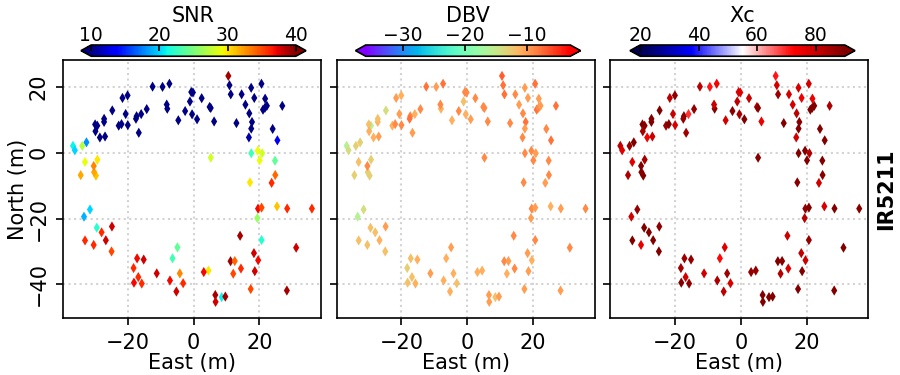 SNR DBV Xc
10 20 30 40 −30 −20 −10 20 40 60 80
20
0
−20
−40
North (m)
−20 0 20 −20 0 20 −20 0 20
East (m) East (m) East (m)
IR5211